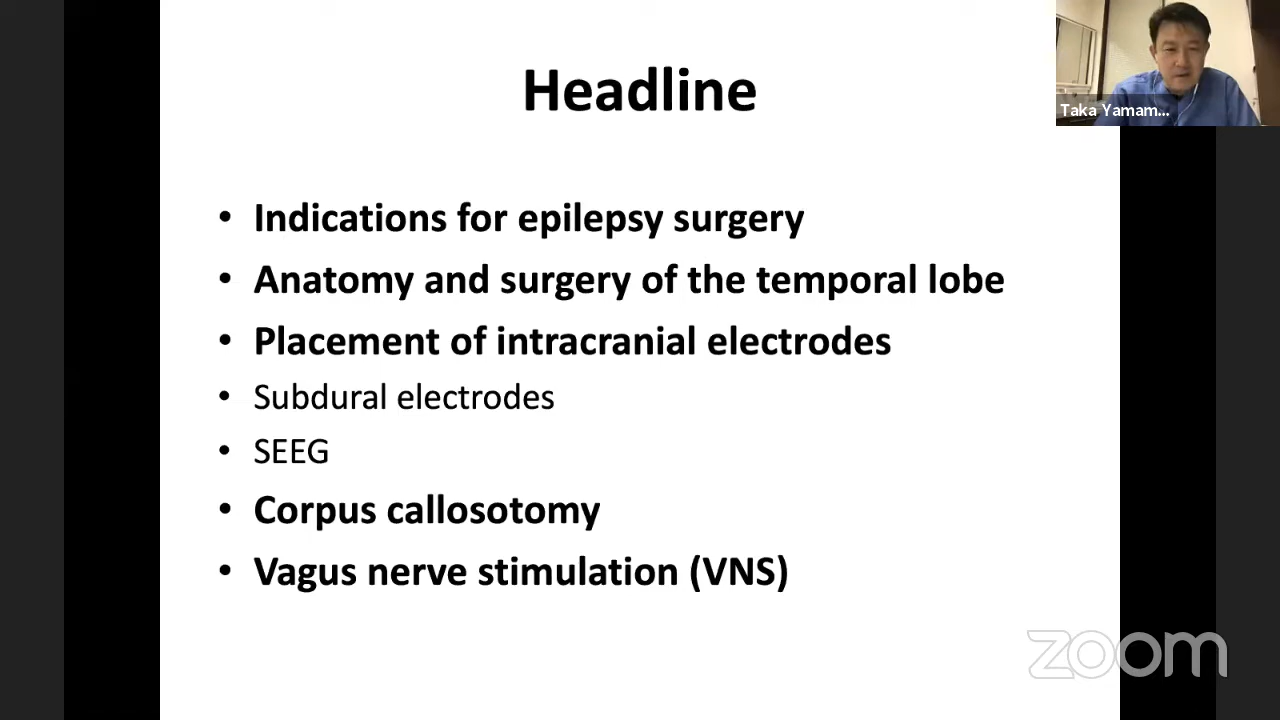 Headline
Taka Yamam...
• Indications for epilepsy surgery
• Anatomy and surgery of the temporal lobe
• Placement of intracranial electrodes
• Subdural electrodes
• SEEG
• Corpus callosotomy
• Vagus nerve stimulation (VNS)
zoom